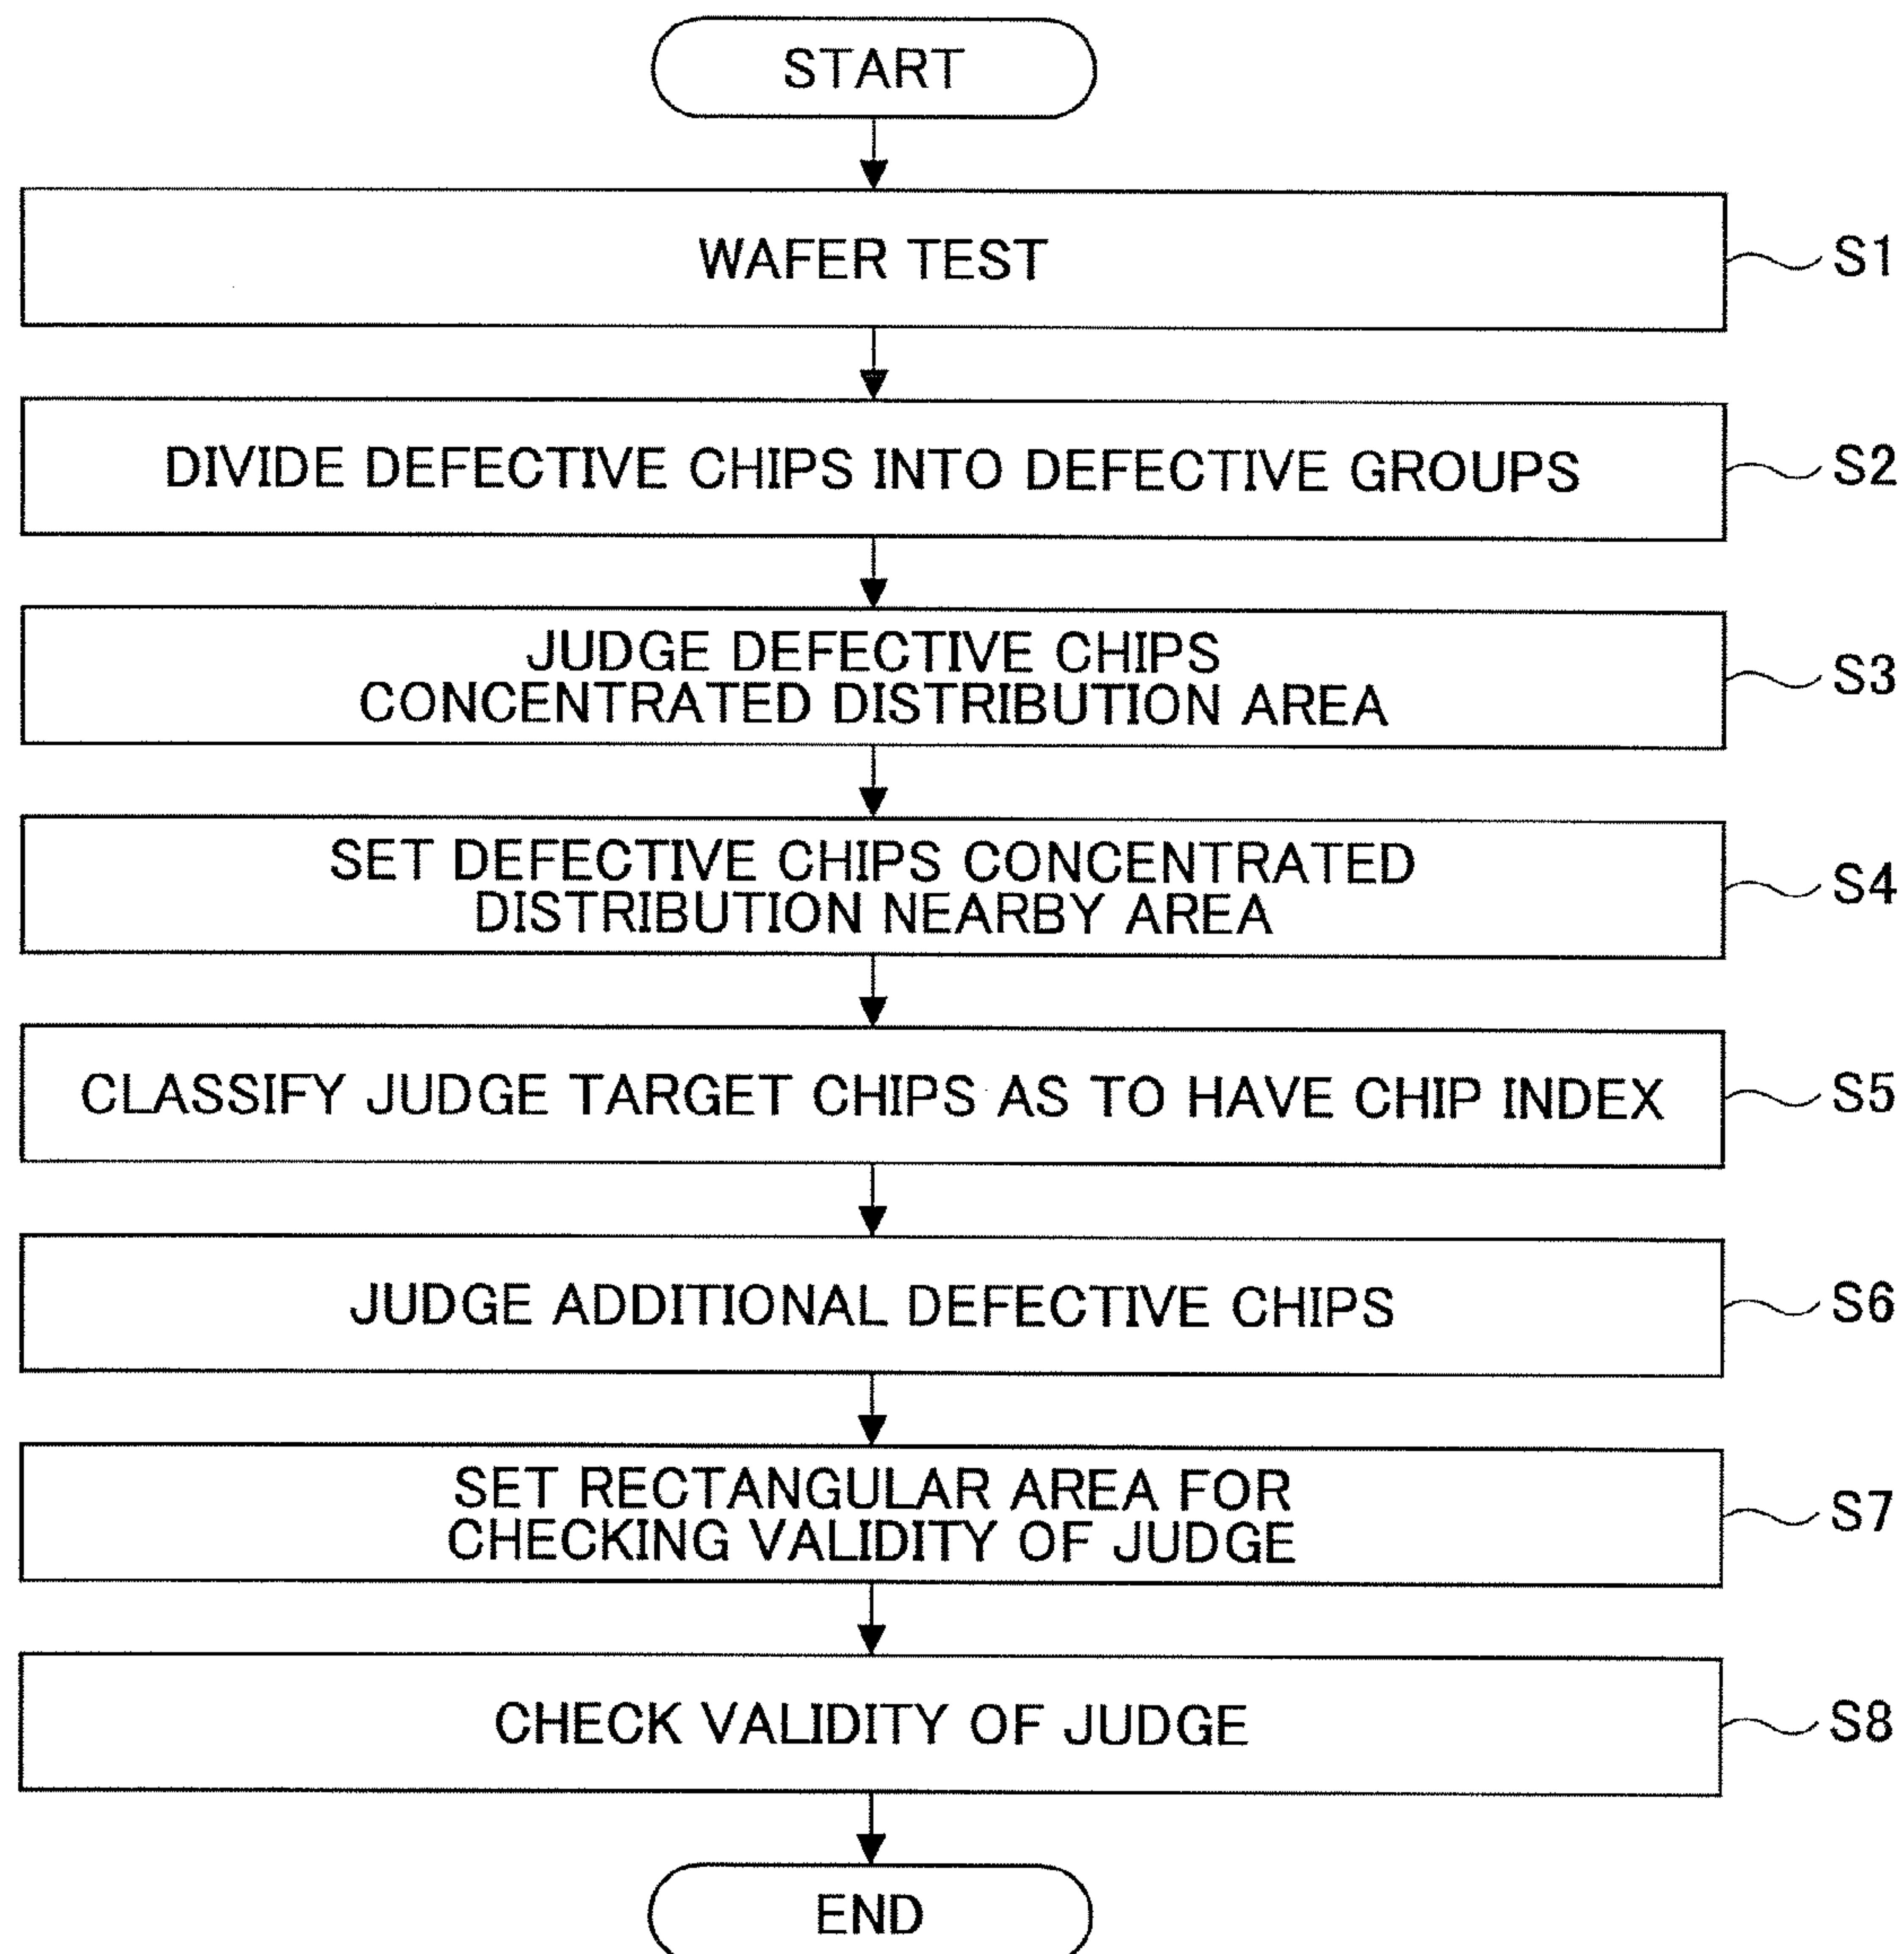 START
WAFER TEST
S1
DIVIDE DEFECTIVE CHIPS INTO DEFECTIVE GROUPS
S2
JUDGE DEFECTIVE CHIPS
CONCENTRATED DISTRIBUTION AREA
S3
SET DEFECTIVE CHIPS CONCENTRATED
DISTRIBUTION NEARBY AREA
S4
CLASSIFY JUDGE TARGET CHIPS AS TO HAVE CHIP INDEX
S5
JUDGE ADDITIONAL DEFECTIVE CHIPS
S6
SET RECTANGULAR AREA FOR
CHECKING VALIDITY OF JUDGE
S7
CHECK VALIDITY OF JUDGE
S8
END